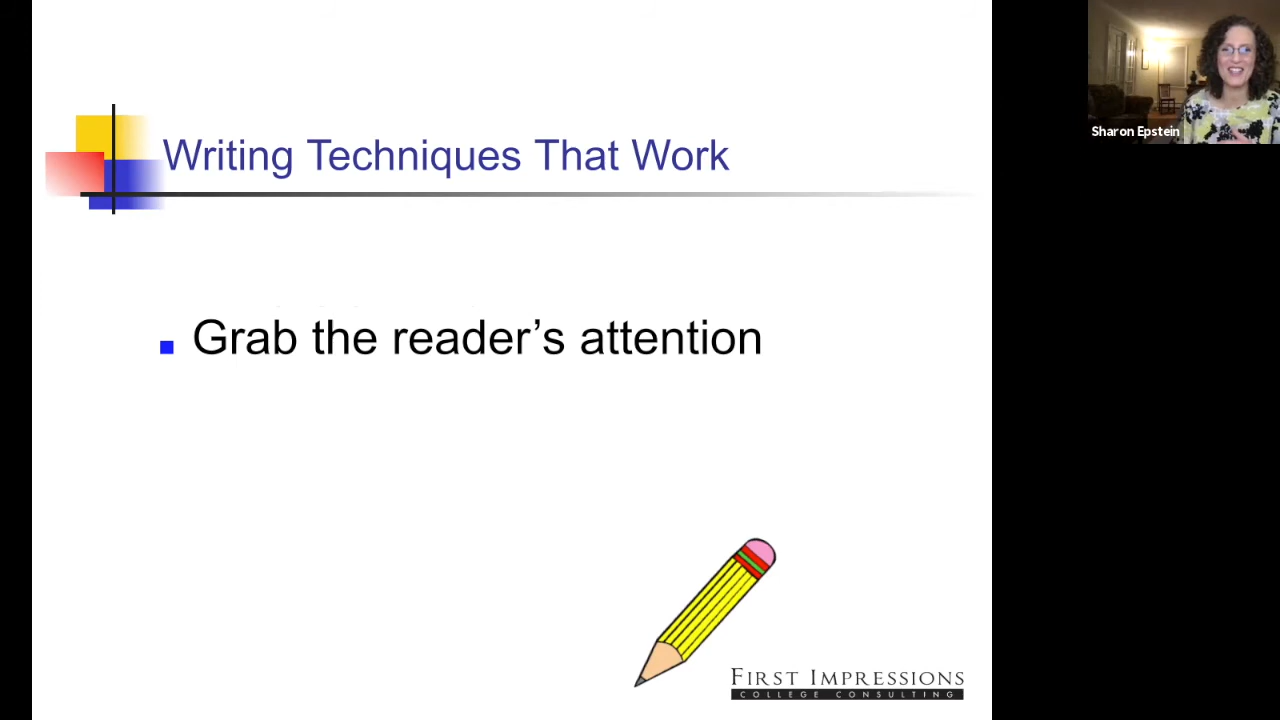 Writing Techniques That Work
Sharon Epstein
Grab the reader’s attention
FIRST IMPRESSIONS
COLLEGE CONSULTING